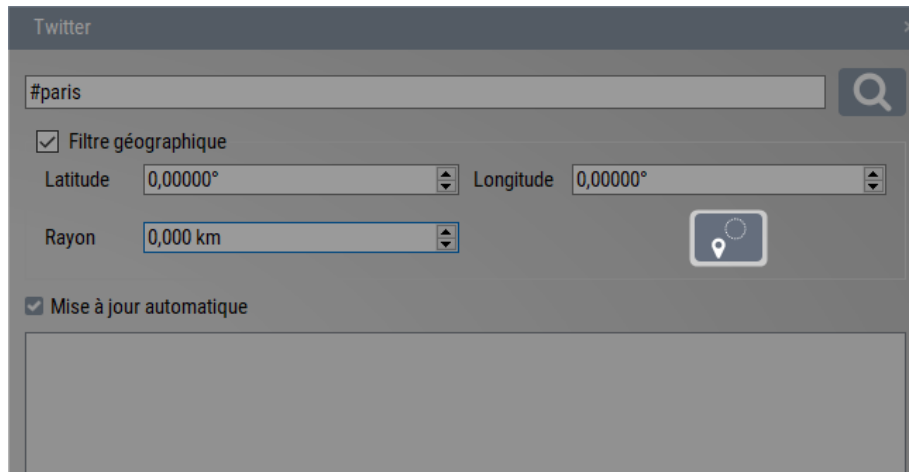 Twitter
#paris
Filtre géographique
Latitude 0,00000° Longitude 0,00000°
Rayon 0,000 km
Mise à jour automatique